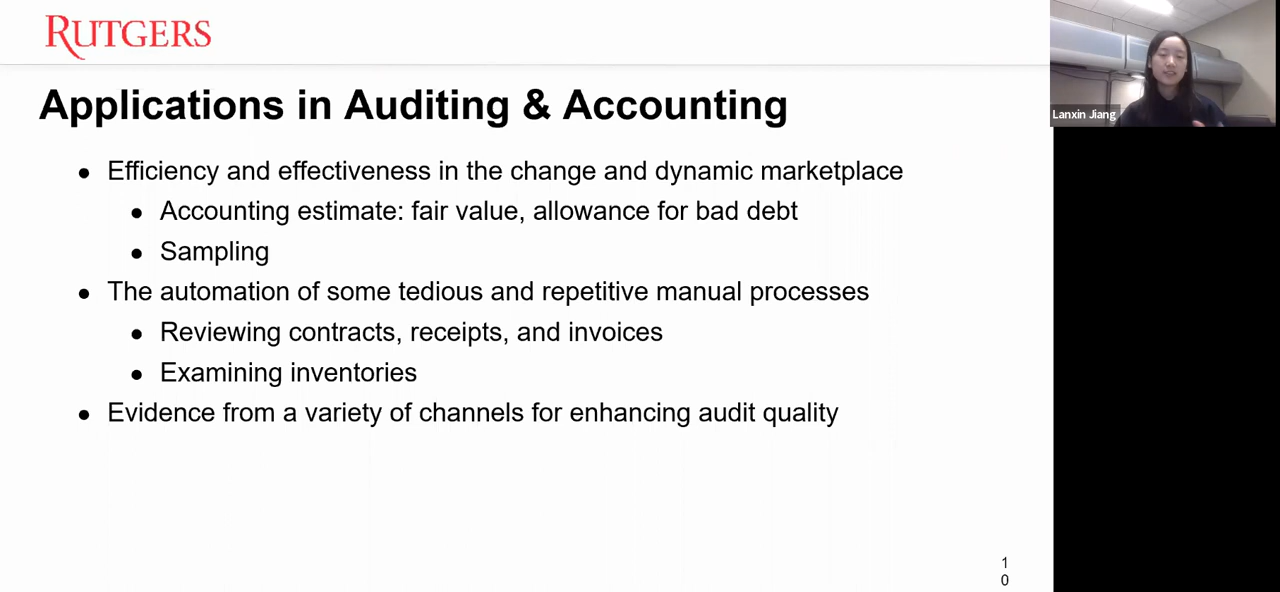 RUTGERS
Applications in Auditing & Accounting
● Efficiency and effectiveness in the change and dynamic marketplace
● Accounting estimate: fair value, allowance for bad debt
● Sampling
● The automation of some tedious and repetitive manual processes
● Reviewing contracts, receipts, and invoices
● Examining inventories
● Evidence from a variety of channels for enhancing audit quality
1
0
Lanxin Jiang